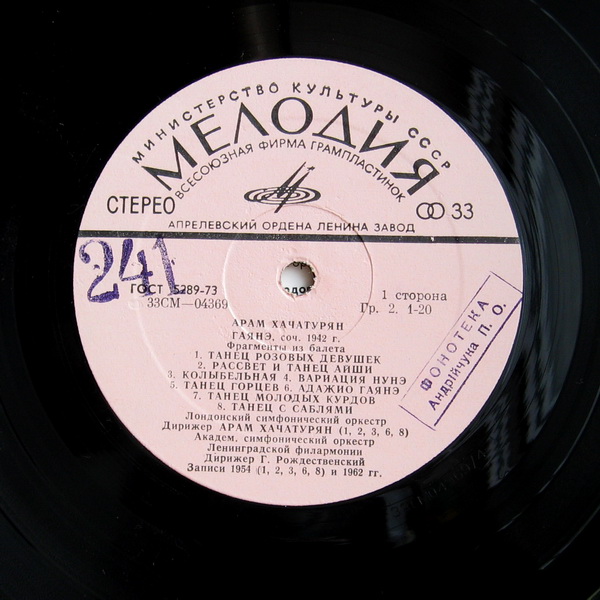 МИНИСТЕРСТВО КУЛЬТУРЫ СССР
МЕЛОДИЯ
ВСЕСОЮЗНАЯ ФИРМА ГРАМПЛАСТИНОК
СТЕРЕО
33
АПРЕЛЕВСКИЙ ОРДЕНА ЛЕНИНА ЗАВОД
241
ГОСТ 5289-73
33СМ—04369
1 сторона
Гр. 2. 1-20
АРАМ ХАЧАТУРЯН
ГАЯНЭ, соч. 1942 г.
Фрагменты из балета
1. ТАНЕЦ РОЗОВЫХ ДЕВУШЕК
2. РАССВЕТ И ТАНЕЦ АЙШИ
3. КОЛЫБЕЛЬНАЯ 4. ВАРИАЦИЯ НУНЭ
5. ТАНЕЦ ГОРЦЕВ 6. АДАЖИО ГАЯНЭ
7. ТАНЕЦ МОЛОДЫХ КУРДОВ
8. ТАНЕЦ С САБЛЯМИ
Лондонский симфонический оркестр
Дирижер АРАМ ХАЧАТУРЯН (1, 2, 3, 6, 8)
Академ. симфонический оркестр
Ленинградской филармонии
Дирижер Г. Рождественский
Записи 1954 (1, 2, 3, 6, 8) и 1962 гг.
ФОНОТЕКА
Андрійчука П. О.